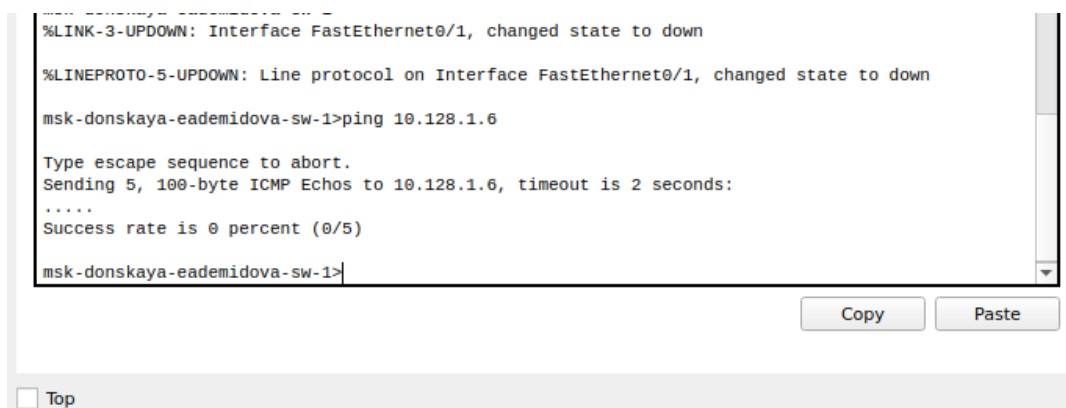 %LINK-3-UPDOWN: Interface FastEthernet0/1, changed state to down
%LINEPROTO-5-UPDOWN: Line protocol on Interface FastEthernet0/1, changed state to down
msk-donskaya-eademidova-sw-1>ping 10.128.1.6
Type escape sequence to abort.
Sending 5, 100-byte ICMP Echos to 10.128.1.6, timeout is 2 seconds:
.....
Success rate is 0 percent (0/5)
msk-donskaya-eademidova-sw-1>
Copy Paste
Top